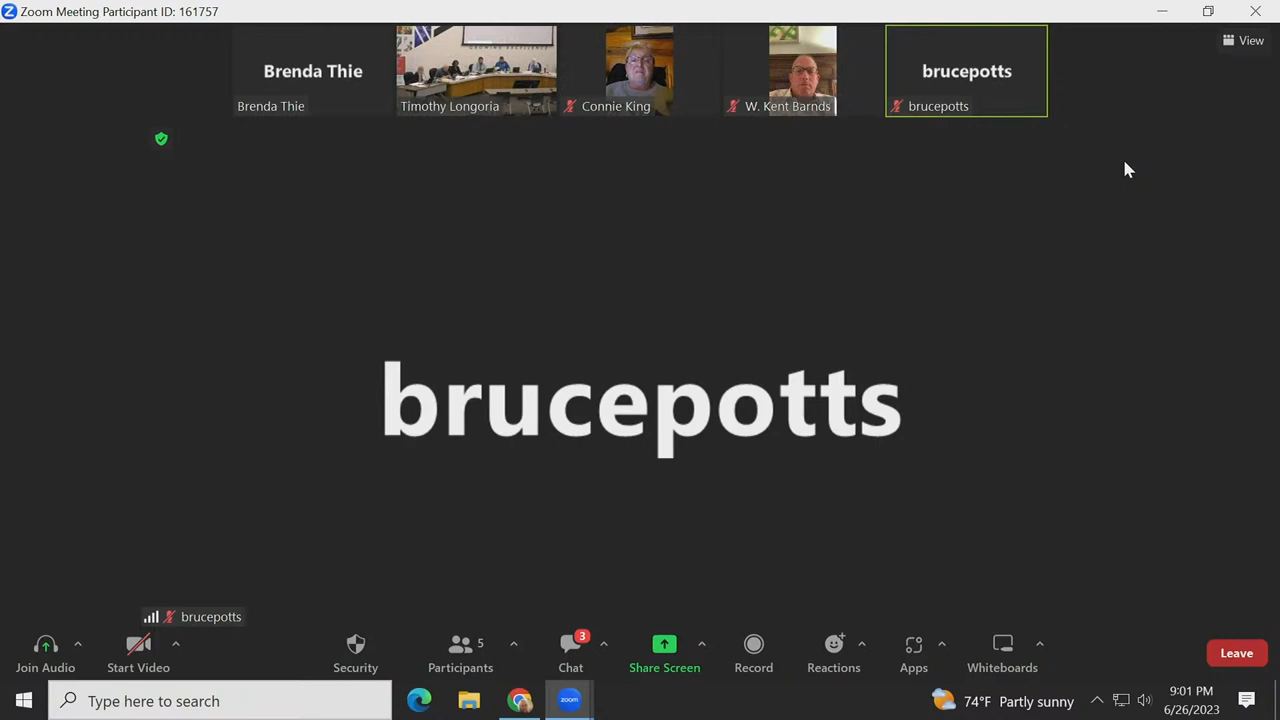 Zoom Meeting Participant ID: 161757
Brenda Thie
Brenda Thie
Timothy Longoria
Connie King
W. Kent Barnds
brucepotts
brucepotts
View
brucepotts
brucepotts
Join Audio
Start Video
Security
5
Participants
3
Chat
Share Screen
Record
Reactions
Apps
Whiteboards
Leave
Type here to search
zoom
74°F Partly sunny
9:01 PM
6/26/2023